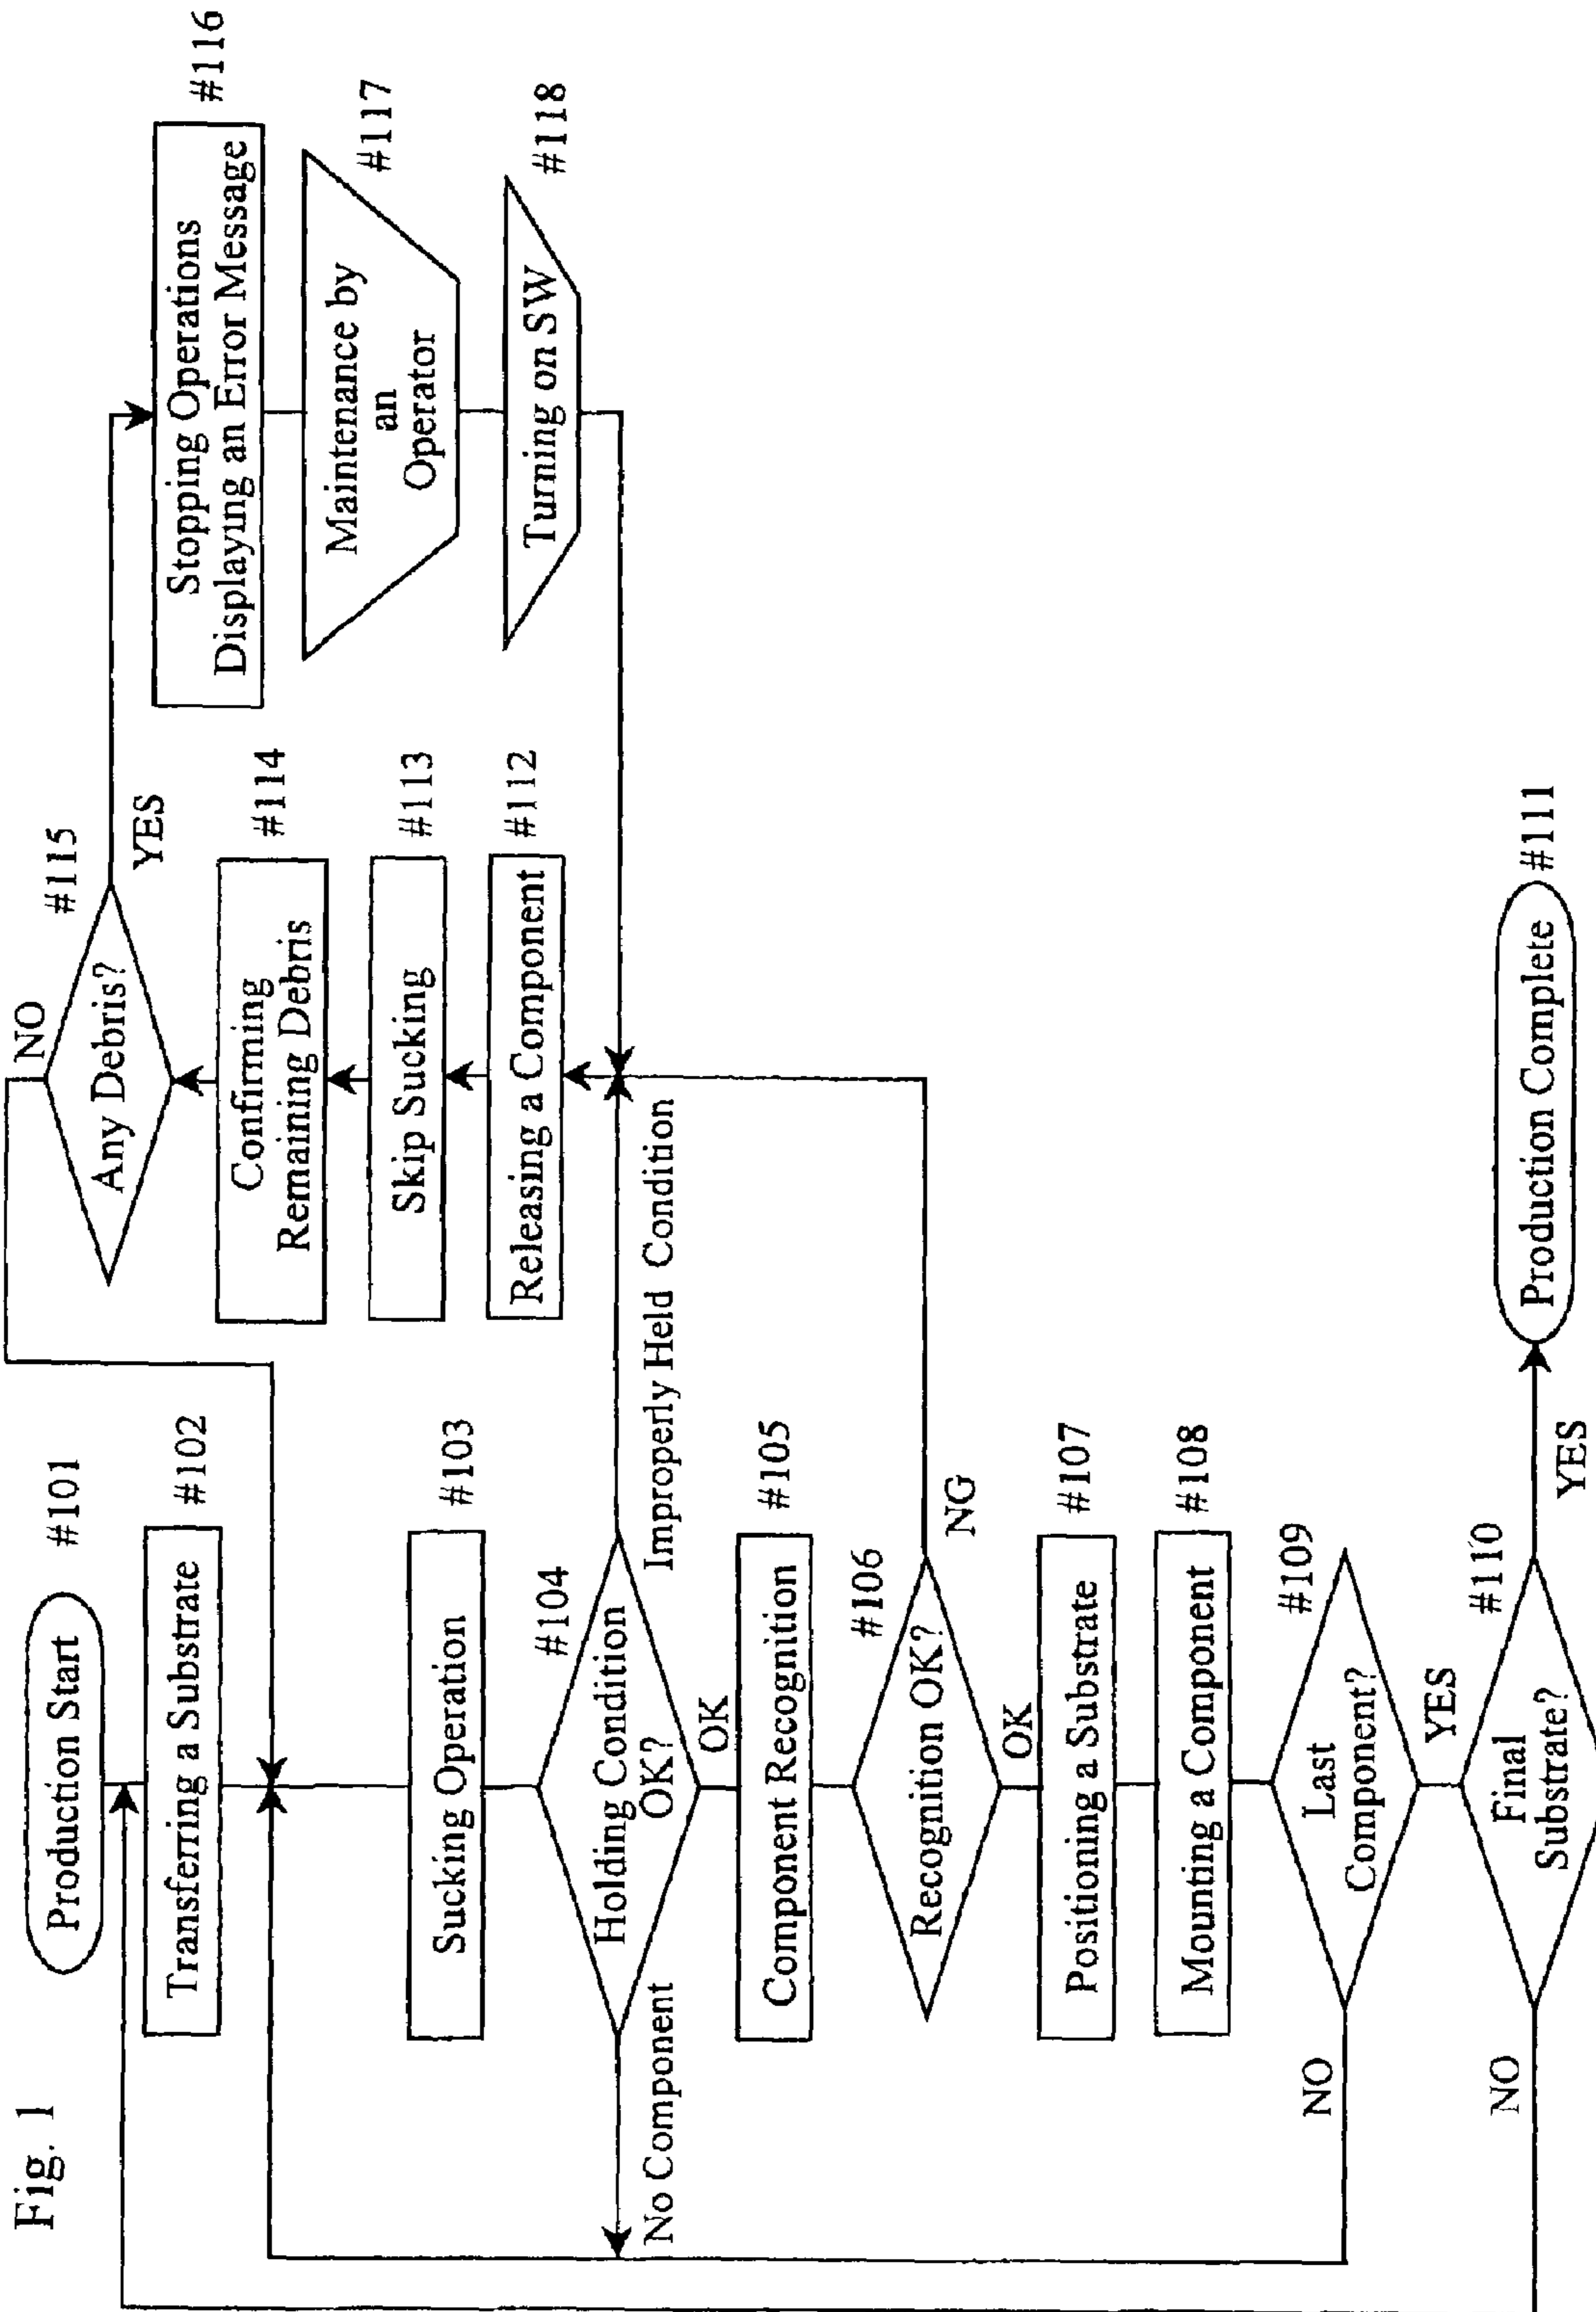 Fig. 1
Production Start
#101
Transferring a Substrate
#102
Sucking Operation
#103
#104
Holding Condition
OK?
No Component
Improperly Held Condition
OK
Component Recognition
#105
#106
Recognition OK?
NG
OK
Positioning a Substrate
#107
Mounting a Component
#108
#109
Last
Component?
NO
YES
#110
Final
Substrate?
NO
YES
Production Complete
#111
NO
#115
Any Debris?
YES
Confirming
Remaining Debris
#114
Skip Sucking
#113
Releasing a Component
#112
Stopping Operations
Displaying an Error Message
#116
Maintenance by
an
Operator
#117
Turning on SW
#118